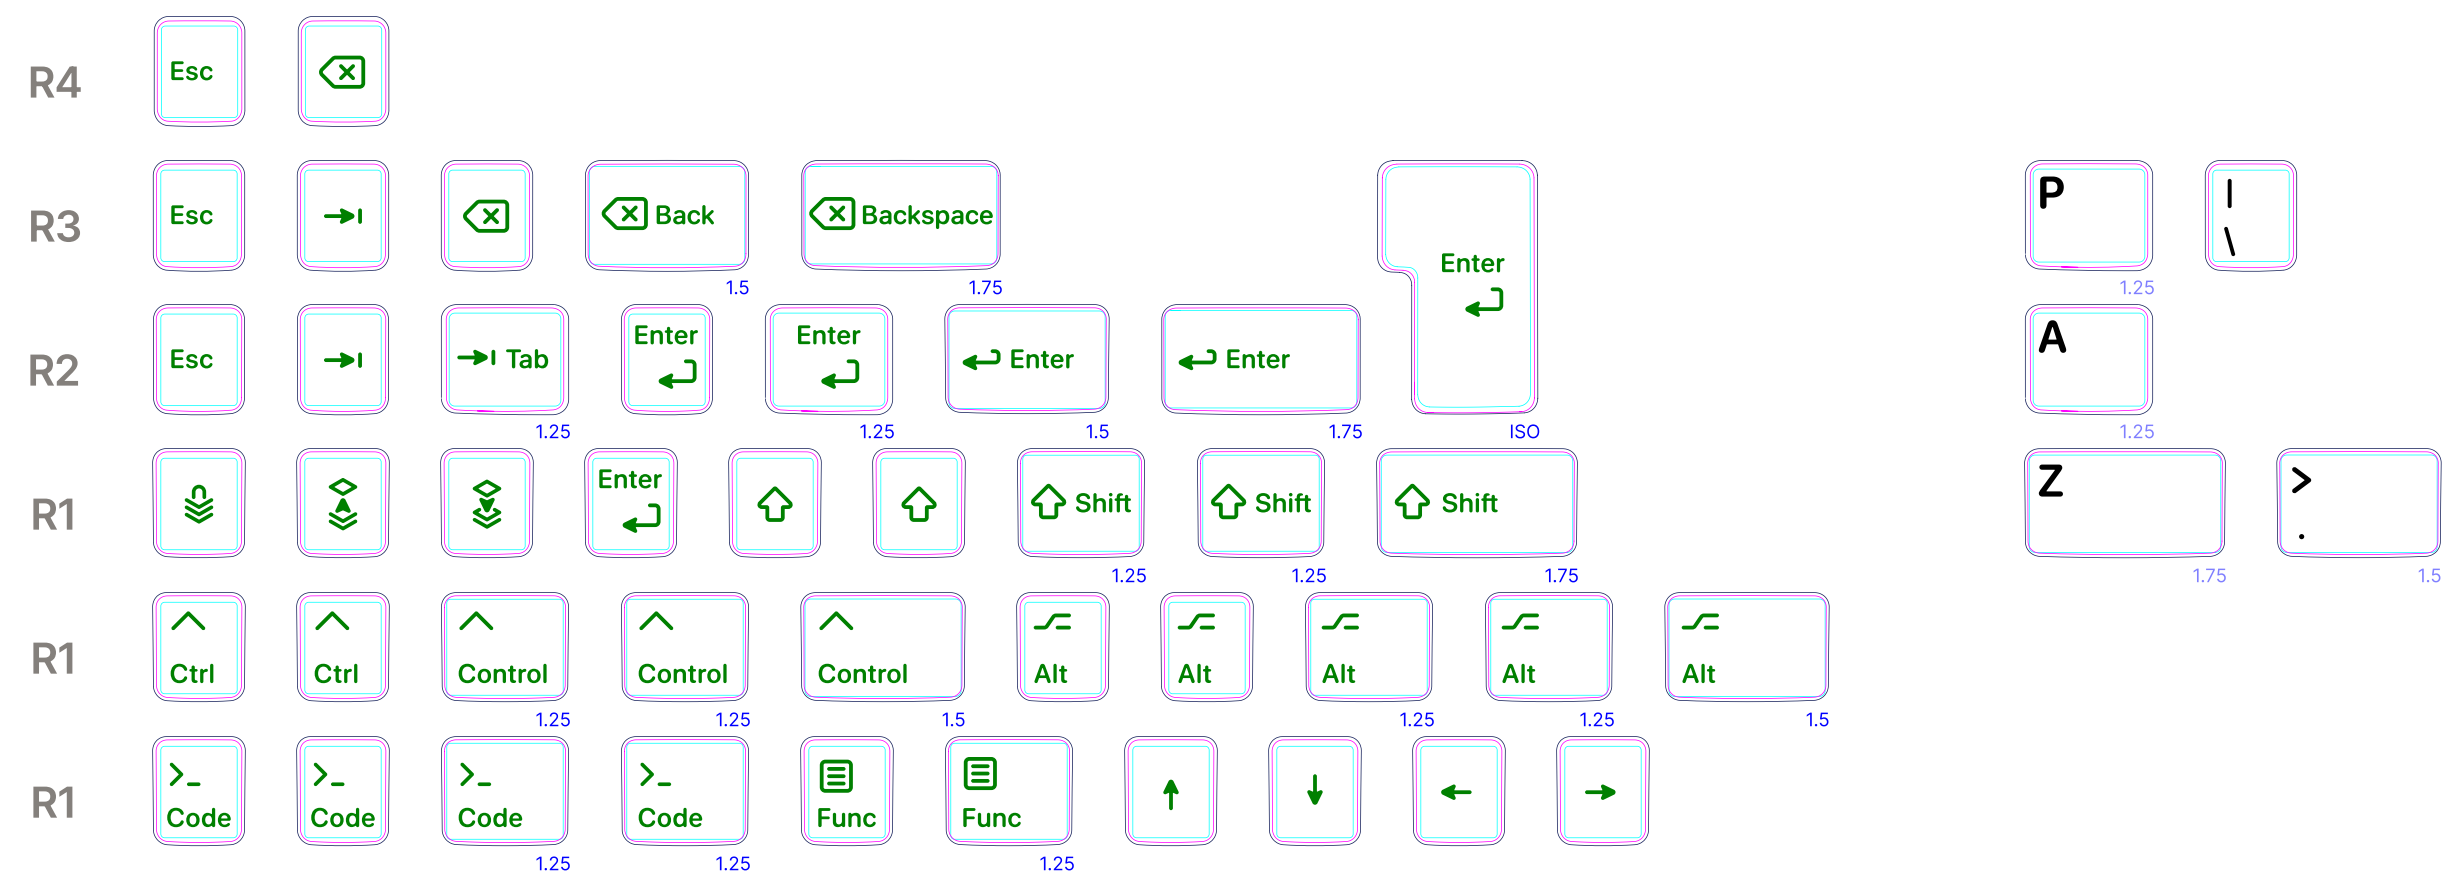 R4 Esc
R3 Esc Back Backspace Enter P |
\
1.5 1.75 1.25
R2 Esc Tab Enter Enter Enter Enter A
1.25 1.25 1.5 1.75 ISO 1.25
R1 Enter Shift Shift Shift Z >
.
1.25 1.25 1.75 1.75 1.5
R1 Ctrl Ctrl Control Control Control Alt Alt Alt Alt Alt
1.25 1.25 1.5 1.25 1.25 1.5
R1 >_ >_ >_ >_
Code Code Code Code Func Func
1.25 1.25 1.25